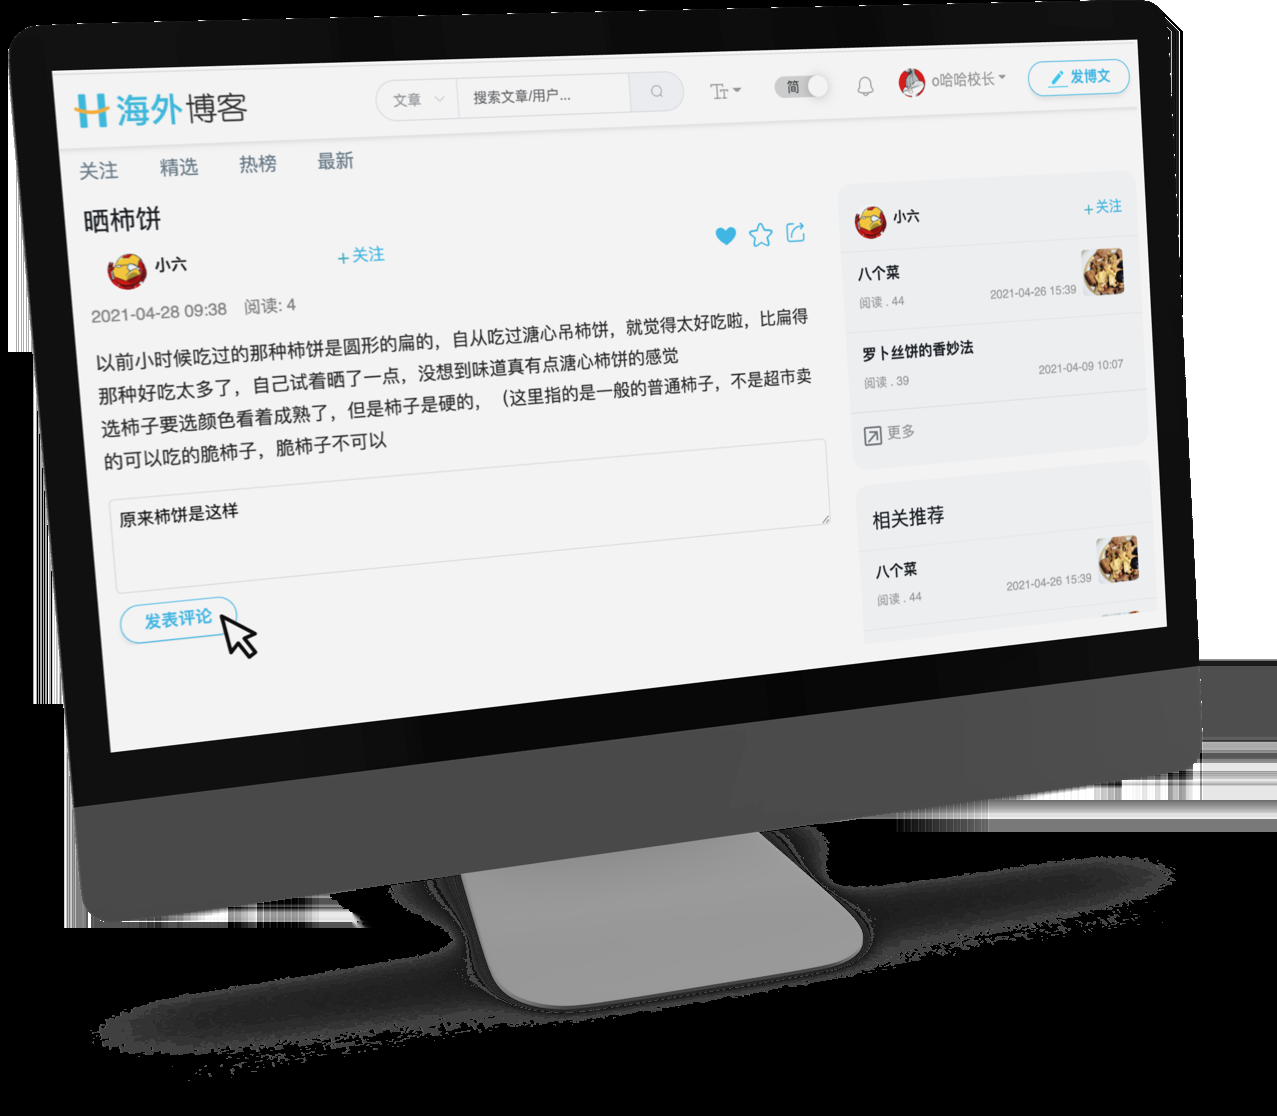 海外博客
文章
搜索文章/用户...
简
o哈哈校长
发博文
关注 精选 热榜 最新
晒柿饼
小六
+关注
2021-04-28 09:38 阅读: 4
以前小时候吃过的那种柿饼是圆形的扁的，自从吃过溏心吊柿饼，就觉得太好吃啦，比扁得
那种好吃太多了，自己试着晒了一点，没想到味道真有点溏心柿饼的感觉
选柿子要选颜色看着成熟了，但是柿子是硬的，（这里指的是一般的普通柿子，不是超市卖
的可以吃的脆柿子，脆柿子不可以
原来柿饼是这样
发表评论
小六
+关注
八个菜
阅读 . 44 2021-04-26 15:39
罗卜丝饼的香妙法
阅读 . 39 2021-04-09 10:07
更多
相关推荐
八个菜
阅读 . 44 2021-04-26 15:39